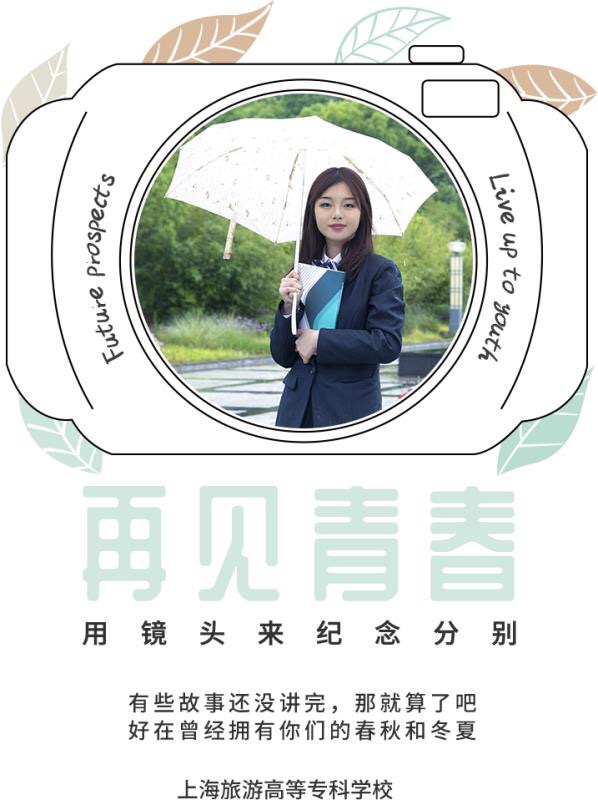 Future prospects
Live up to youth
再见青春
用镜头来纪念分别
有些故事还没讲完，那就算了吧
好在曾经拥有你们的春秋和冬夏
上海旅游高等专科学校